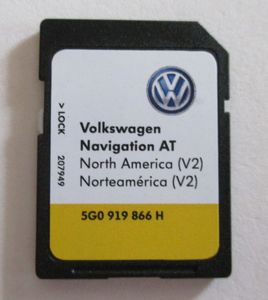 > LOCK
207949
Volkswagen
Navigation AT
North America (V2)
Norteamérica (V2)
5G0 919 866 H